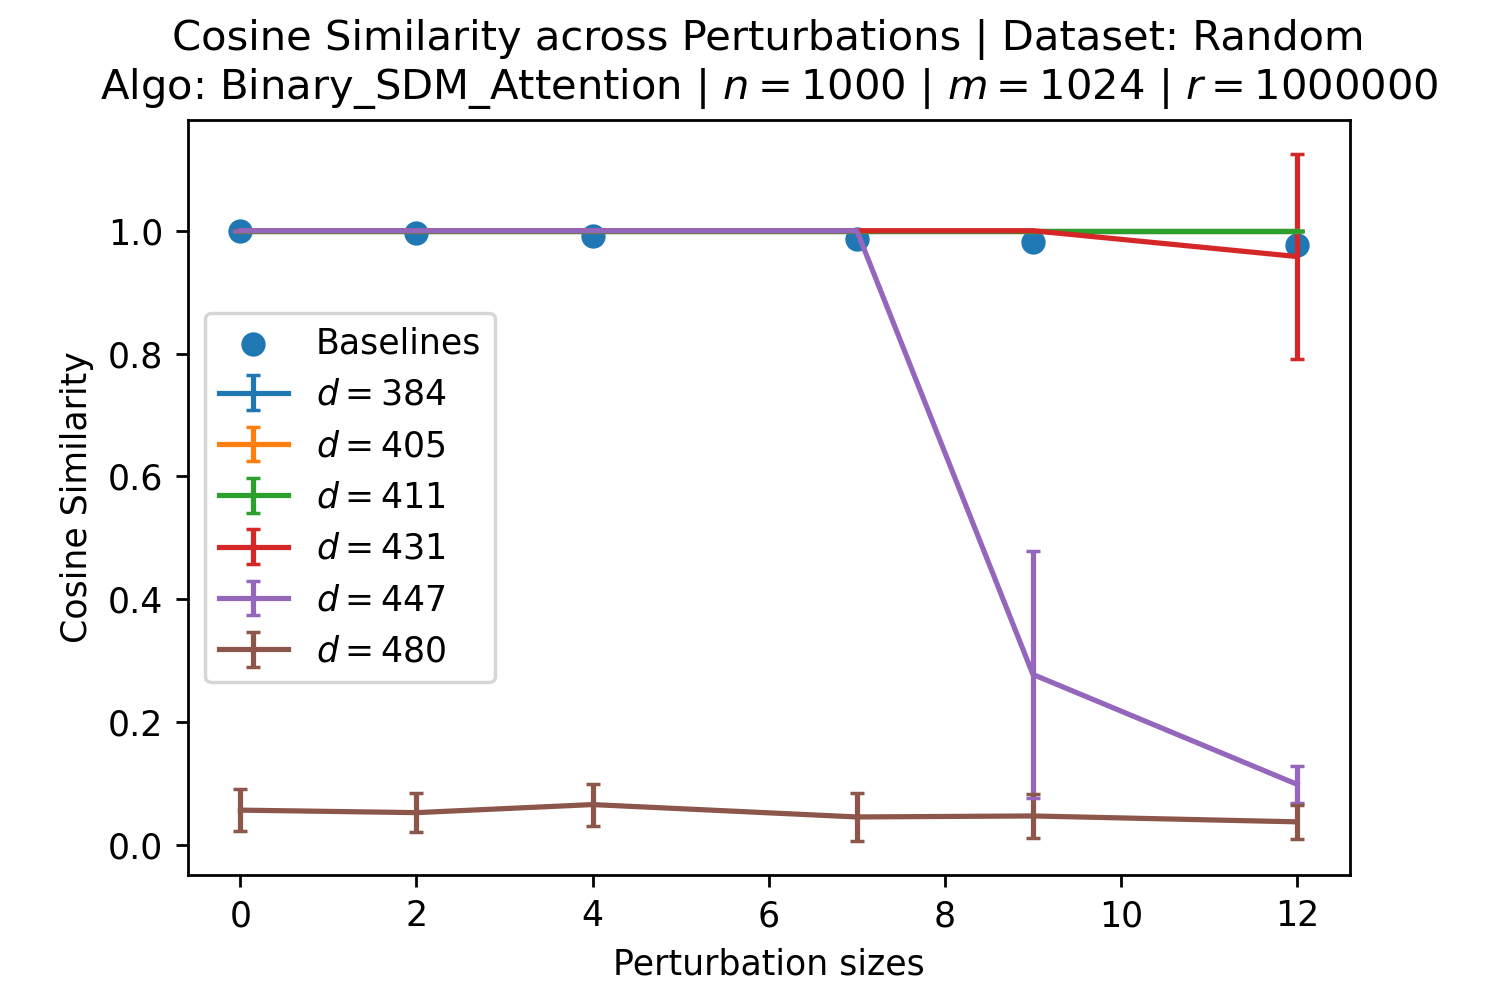 Cosine Similarity across Perturbations | Dataset: Random
Algo: Binary_SDM_Attention | n = 1000 | m = 1024 | r = 1000000
Cosine Similarity
1.0
0.8
0.6
0.4
0.2
0.0
Baselines
d = 384
d = 405
d = 411
d = 431
d = 447
d = 480
0 2 4 6 8 10 12
Perturbation sizes